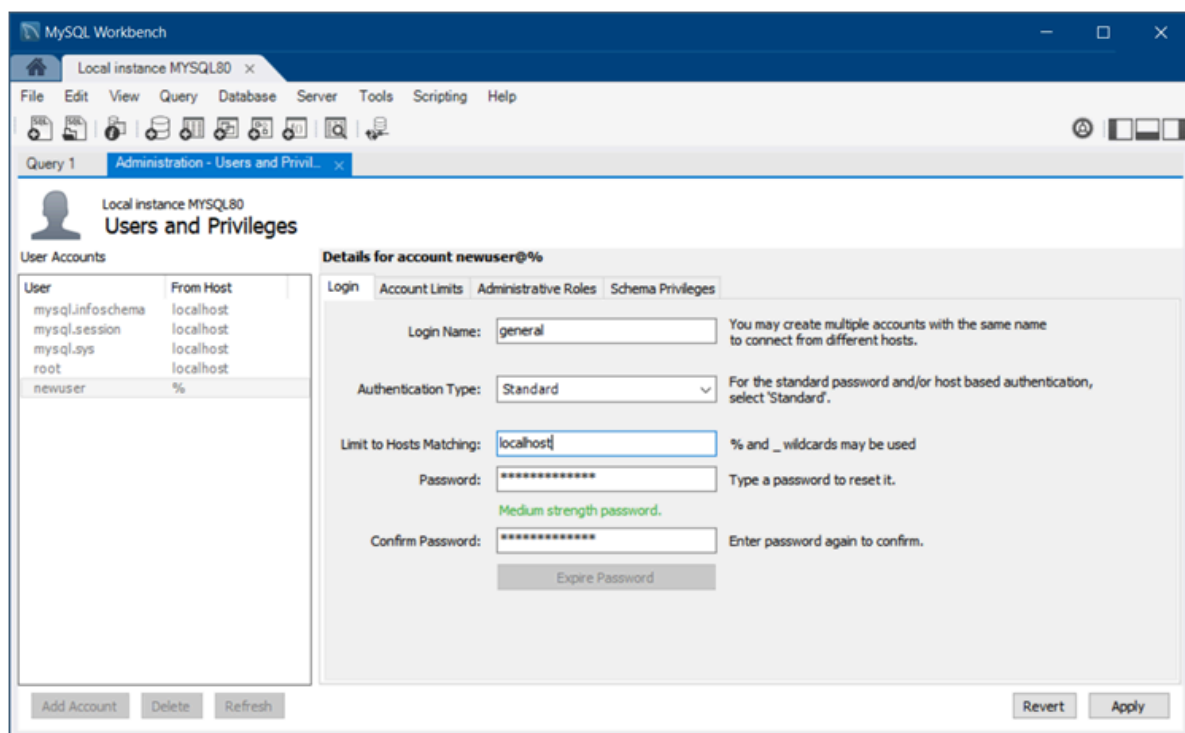 MySQL Workbench
Local instance MYSQL80 ×
File Edit View Query Database Server Tools Scripting Help
Query 1 Administration - Users and Privil.. ×
Local instance MYSQL80
Users and Privileges
User Accounts
User From Host
mysql.infoschema localhost
mysql.session localhost
mysql.sys localhost
root localhost
newuser %
Details for account newuser@%
Login Account Limits Administrative Roles Schema Privileges
Login Name: general You may create multiple accounts with the same name
to connect from different hosts.
Authentication Type: Standard For the standard password and/or host based authentication,
select 'Standard'.
Limit to Hosts Matching: localhost % and _ wildcards may be used
Password: ************* Type a password to reset it.
Medium strength password.
Confirm Password: ************* Enter password again to confirm.
Expire Password
Add Account Delete Refresh Revert Apply